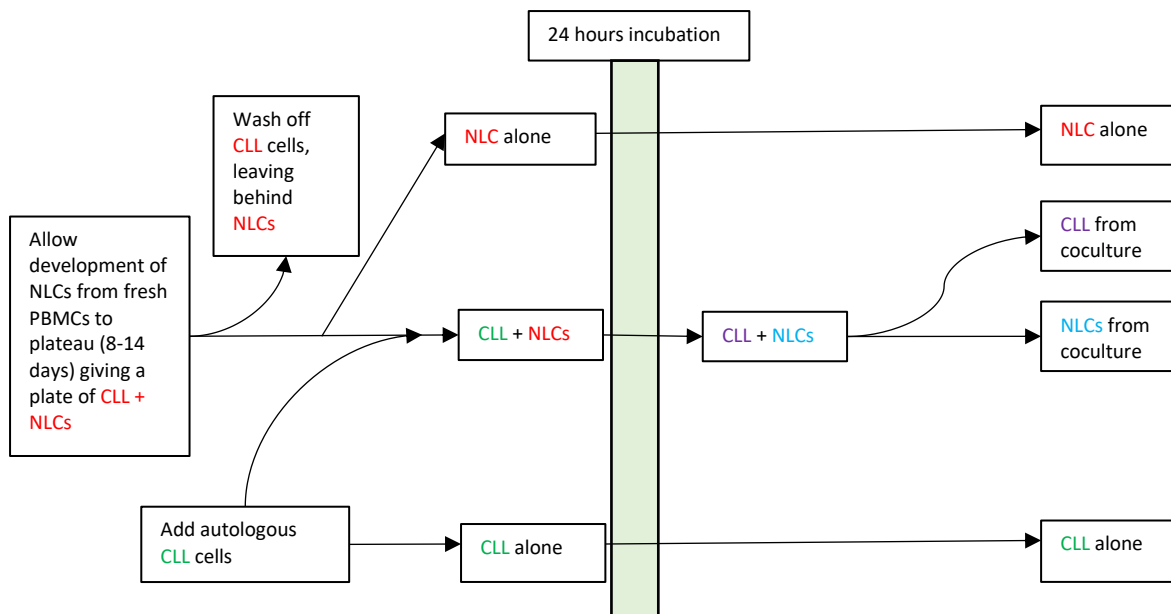 24 hours incubation
Wash off
CLL cells,
leaving
behind
NLCs
NLC alone
NLC alone
Allow
development of
NLCs from fresh
PBMCs to
plateau (8-14
days) giving a
plate of CLL +
NLCs
CLL from
coculture
CLL + NLCs
CLL + NLCs
NLCs from
coculture
Add autologous
CLL cells
CLL alone
CLL alone